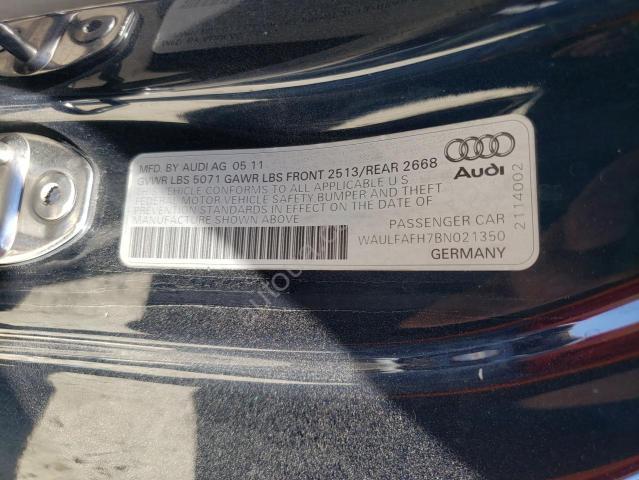 MFD. BY AUDI AG 05 11
GVWR LBS 5071 GAWR LBS FRONT 2513/REAR 2668
VEHICLE CONFORMS TO ALL APPLICABLE U.S.
FEDERAL MOTOR VEHICLE SAFETY BUMPER AND THEFT
PREVENTION STANDARDS IN EFFECT ON THE DATE OF
MANUFACTURE SHOWN ABOVE.
PASSENGER CAR
WAULFAFH7BN021350
GERMANY
Audi
2114002